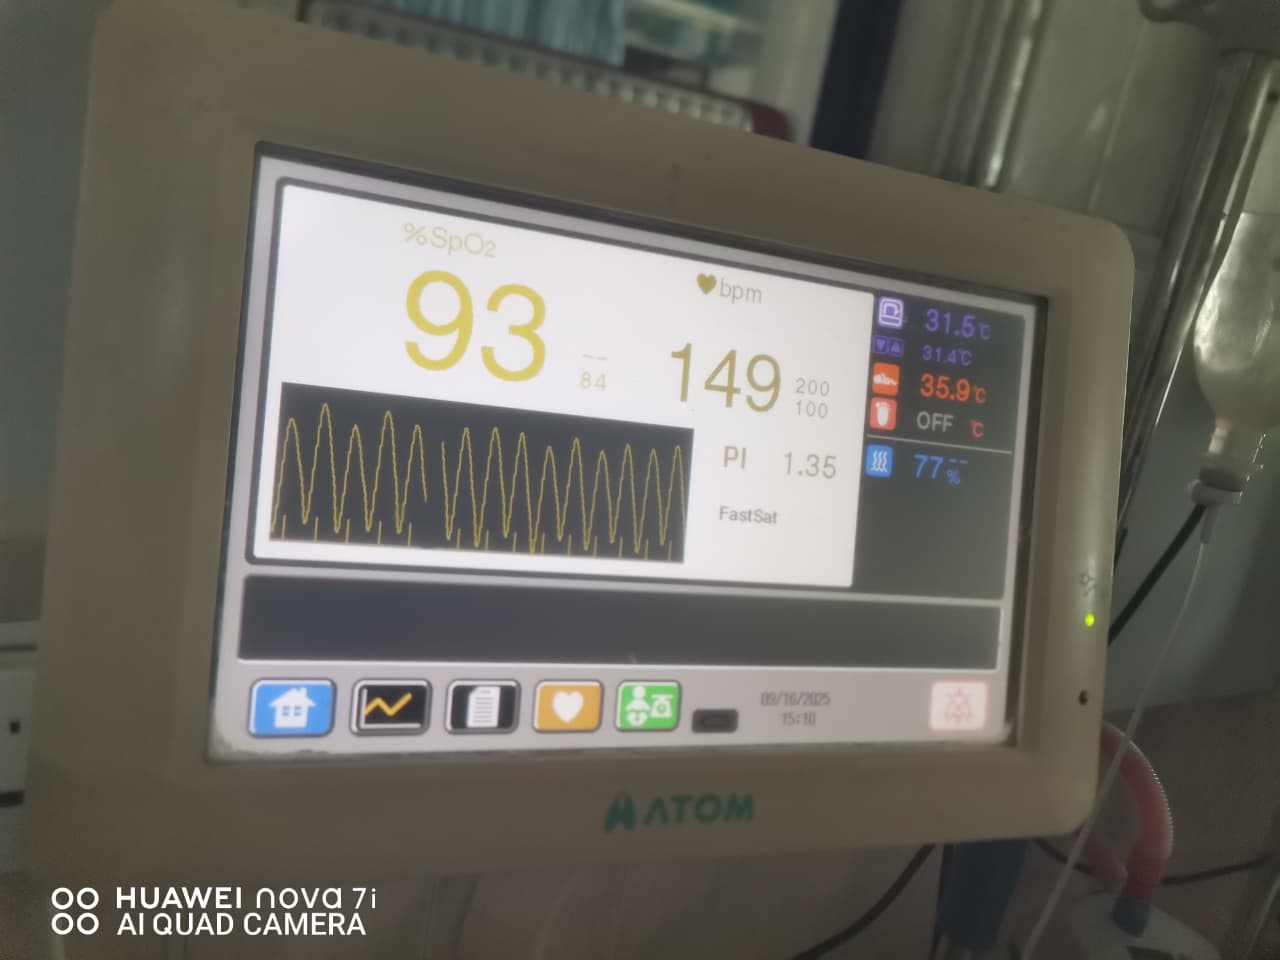 %SpO2
93
--
84
bpm
149
200
100
PI 1.35
FastSat
31.5°C
31.4°C
35.9°C
OFF °C
77 -- %
09/16/2025
15:10
ATOM
HUAWEI nova 7i
AI QUAD CAMERA